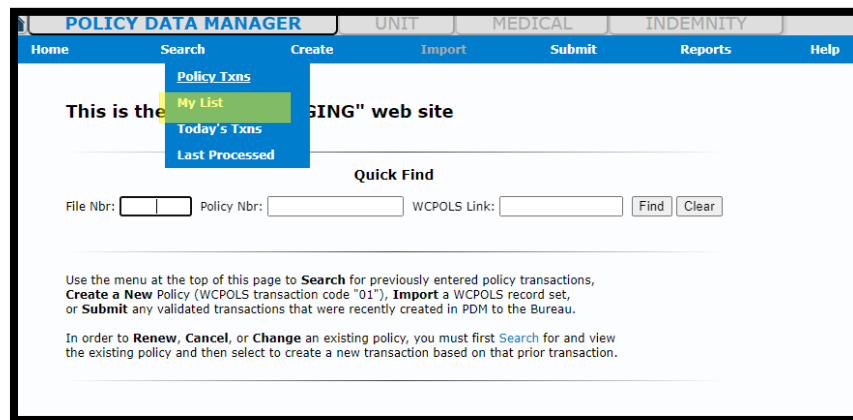 POLICY DATA MANAGER UNIT MEDICAL INDEMNITY
Home Search Create Import Submit Reports Help
Policy Txns
My List
Today's Txns
Last Processed
This is the GING" web site
Quick Find
File Nbr: Policy Nbr: WCPOLS Link: Find Clear
Use the menu at the top of this page to Search for previously entered policy transactions,
Create a New Policy (WCPOLS transaction code "01"), Import a WCPOLS record set,
or Submit any validated transactions that were recently created in PDM to the Bureau.
In order to Renew, Cancel, or Change an existing policy, you must first Search for and view
the existing policy and then select to create a new transaction based on that prior transaction.